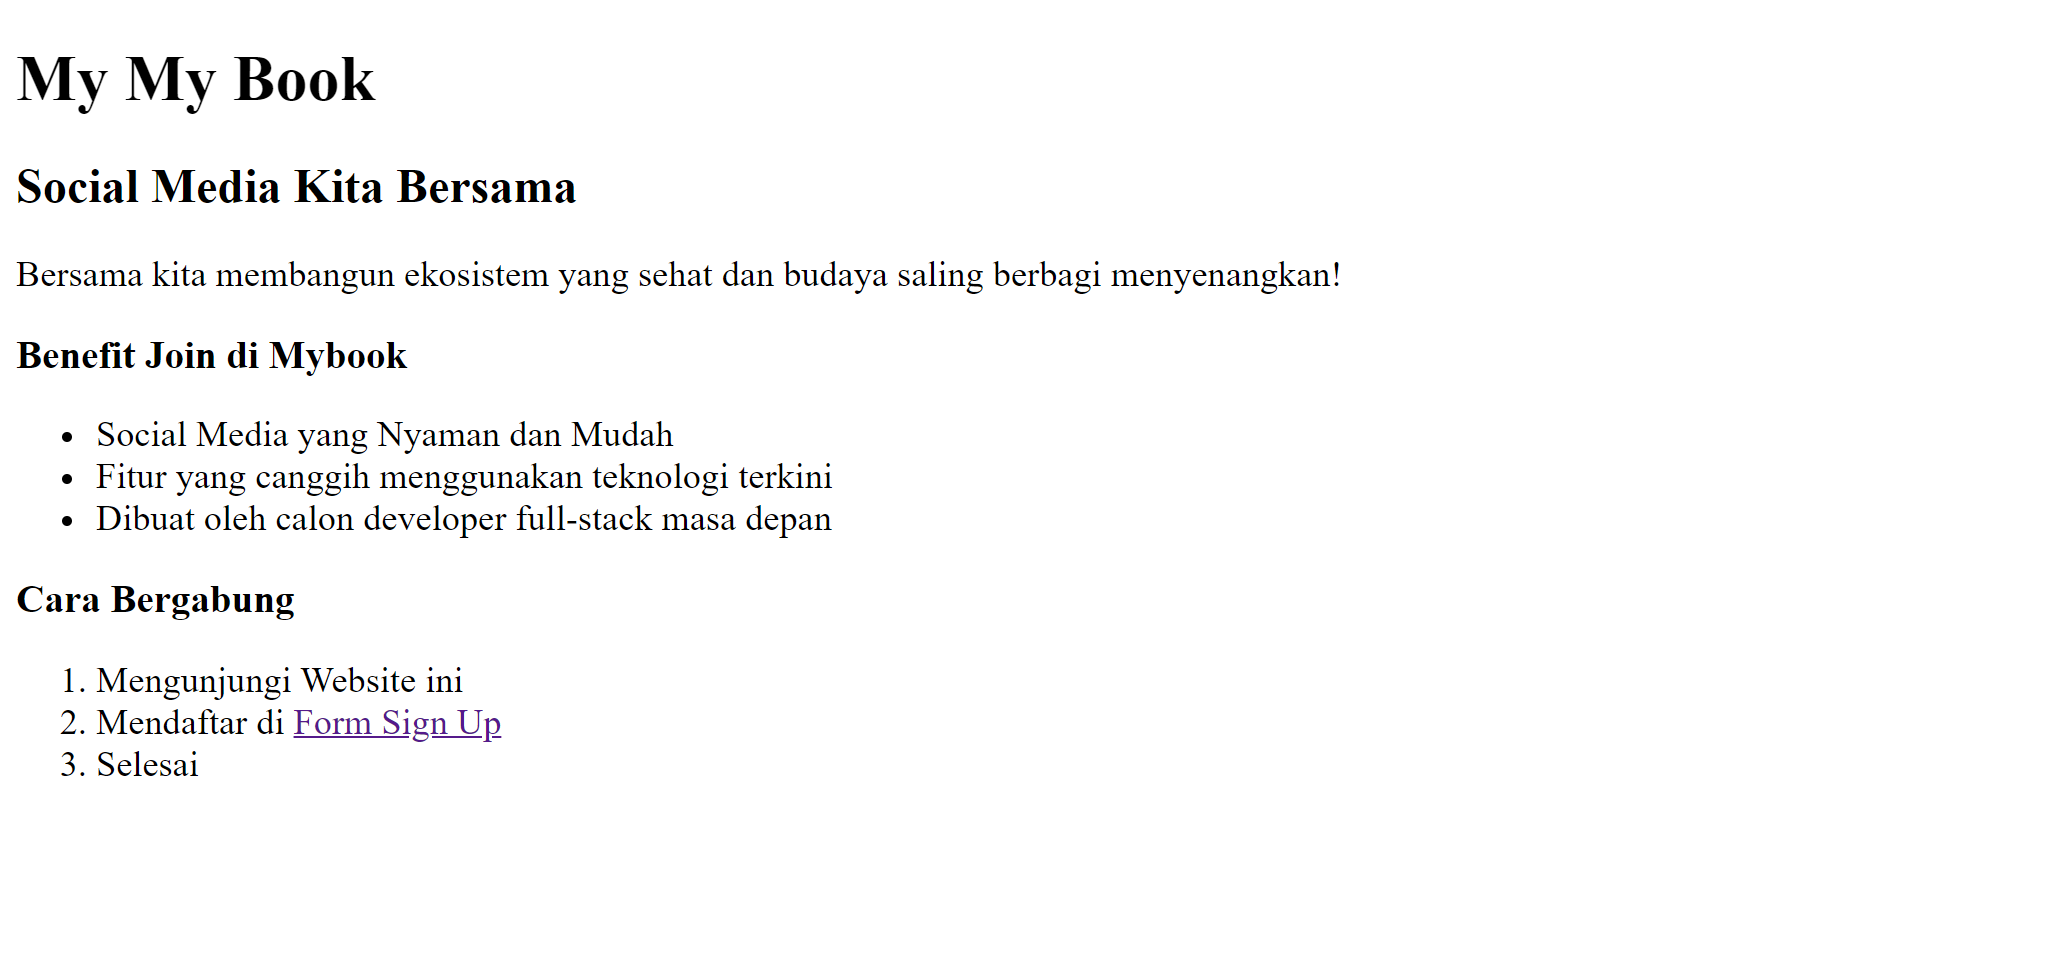 My My Book
Social Media Kita Bersama
Bersama kita membangun ekosistem yang sehat dan budaya saling berbagi menyenangkan!
Benefit Join di Mybook
• Social Media yang Nyaman dan Mudah
• Fitur yang canggih menggunakan teknologi terkini
• Dibuat oleh calon developer full-stack masa depan
Cara Bergabung
1. Mengunjungi Website ini
2. Mendaftar di Form Sign Up
3. Selesai